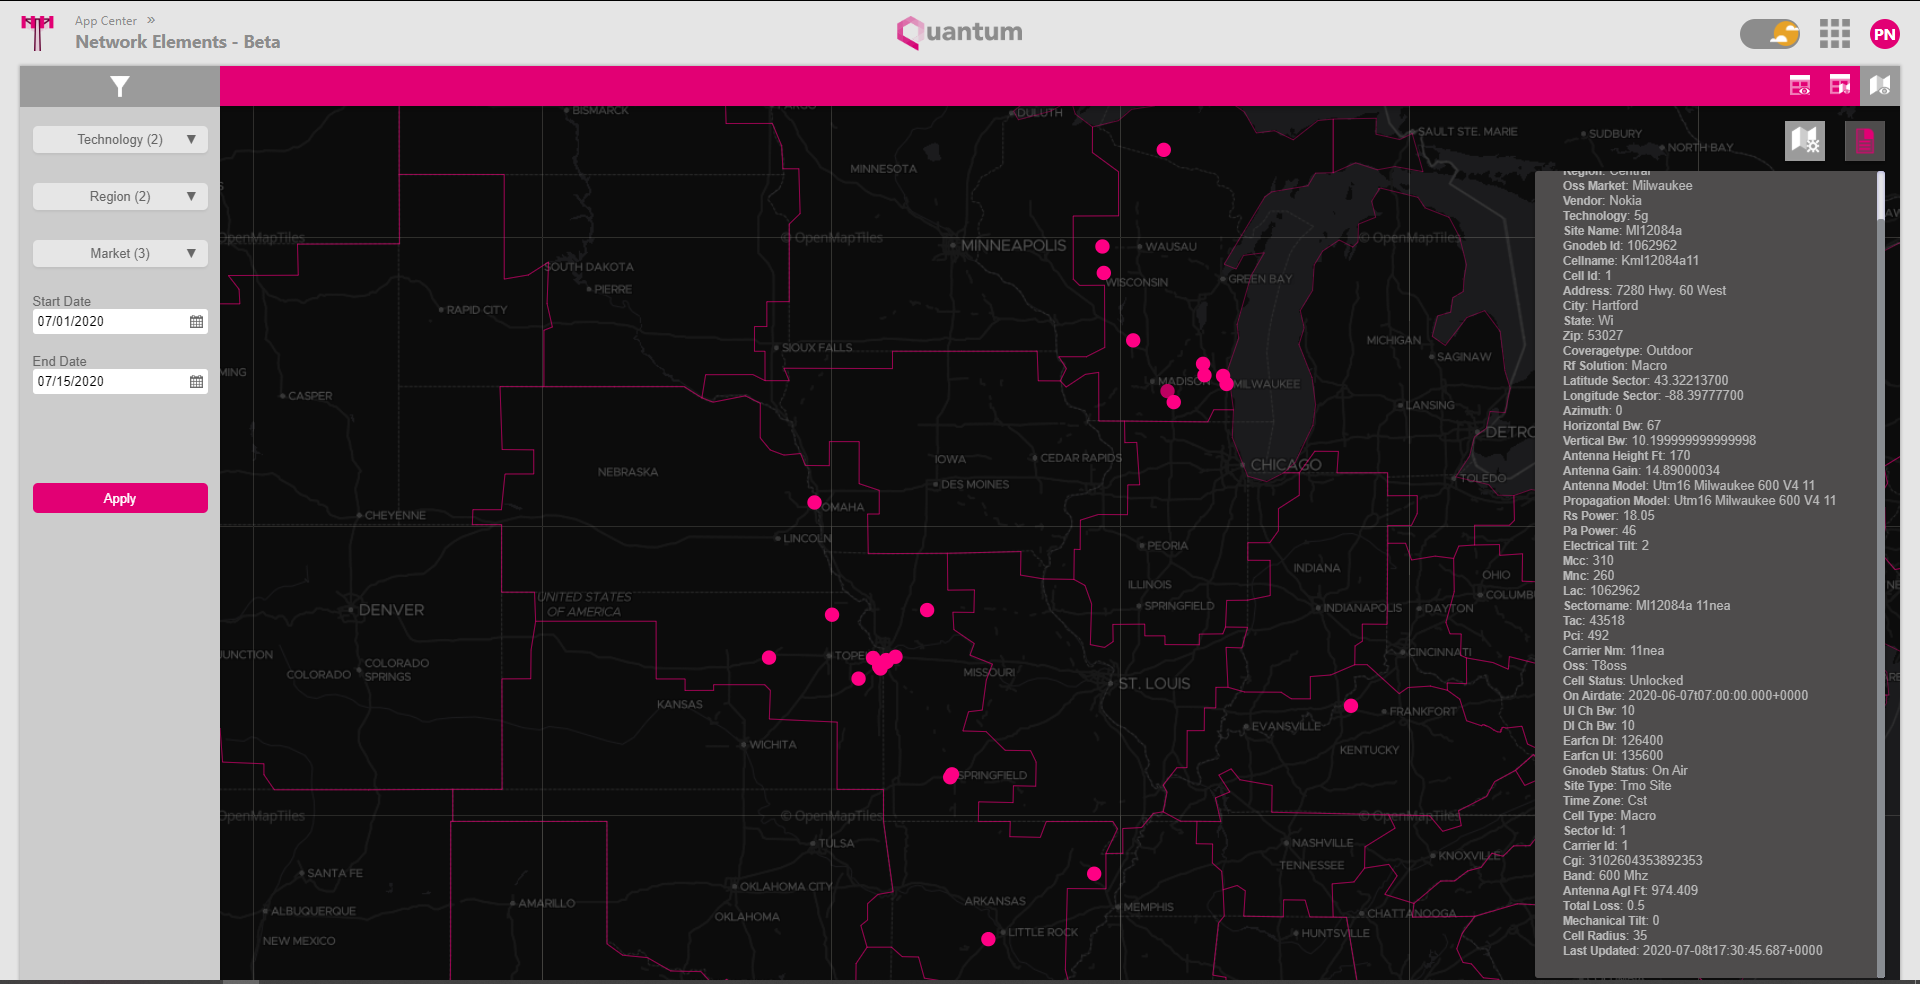 App Center »
Network Elements - Beta
Quantum
PN
Technology (2) ▼
Region (2) ▼
Market (3) ▼
Start Date
07/01/2020
End Date
07/15/2020
Apply
BISMARCK
DULUTH
SAULT STE. MARIE
SUDBURY
NORTH BAY
MINNESOTA
OpenMapTiles
© OpenMapTiles
© OpenMapTiles
MINNEAPOLIS
WAUSAU
SOUTH DAKOTA
PIERRE
WISCONSIN
GREEN BAY
RAPID CITY
SIOUX FALLS
MICHIGAN
SAGINAW
MING
CASPER
MADISON
MILWAUKEE
LANSING
DETRO
IOWA
CEDAR RAPIDS
CHICAGO
NEBRASKA
DES MOINES
TOLEDO
OMAHA
CHEYENNE
LINCOLN
PEORIA
INDIANA
OHIO
ILLINOIS
UNITED STATES
OF AMERICA
COLUMB
DENVER
SPRINGFIELD
INDIANAPOLIS
DAYTON
JUNCTION
TOPE
CINCINNATI
COLORADO
COLORADO
SPRINGS
MISSOURI
ST. LOUIS
KANSAS
FRANKFORT
EVANSVILLE
WICHITA
KENTUCKY
SPRINGFIELD
OpenMapTiles
© OpenMapTiles
© OpenMapTiles
TULSA
NASHVILLE
KNOXVILLE
TENNESSEE
SANTA FE
OKLAHOMA CITY
ARKANSAS
AMARILLO
MEMPHIS
ALBUQUERQUE
OKLAHOMA
CHATTANOOGA
LITTLE ROCK
HUNTSVILLE
NEW MEXICO
Region: Central
Oss Market: Milwaukee
Vendor: Nokia
Technology: 5g
Site Name: Ml12084a
Gnodeb Id: 1062962
Cellname: Kml12084a11
Cell Id: 1
Address: 7280 Hwy. 60 West
City: Hartford
State: Wi
Zip: 53027
Coveragetype: Outdoor
Rf Solution: Macro
Latitude Sector: 43.32213700
Longitude Sector: -88.39777700
Azimuth: 0
Horizontal Bw: 67
Vertical Bw: 10.199999999999998
Antenna Height Ft: 170
Antenna Gain: 14.89000034
Antenna Model: Utm16 Milwaukee 600 V4 11
Propagation Model: Utm16 Milwaukee 600 V4 11
Rs Power: 18.05
Pa Power: 46
Electrical Tilt: 2
Mcc: 310
Mnc: 260
Lac: 1062962
Sectorname: Ml12084a 11nea
Tac: 43518
Pci: 492
Carrier Nm: 11nea
Oss: T8oss
Cell Status: Unlocked
On Airdate: 2020-06-07t07:00:00.000+0000
Ul Ch Bw: 10
Dl Ch Bw: 10
Earfcn Dl: 126400
Earfcn Ul: 135600
Gnodeb Status: On Air
Site Type: Tmo Site
Time Zone: Cst
Cell Type: Macro
Sector Id: 1
Carrier Id: 1
Cgi: 3102604353892353
Band: 600 Mhz
Antenna Agl Ft: 974.409
Total Loss: 0.5
Mechanical Tilt: 0
Cell Radius: 35
Last Updated: 2020-07-08t17:30:45.687+0000